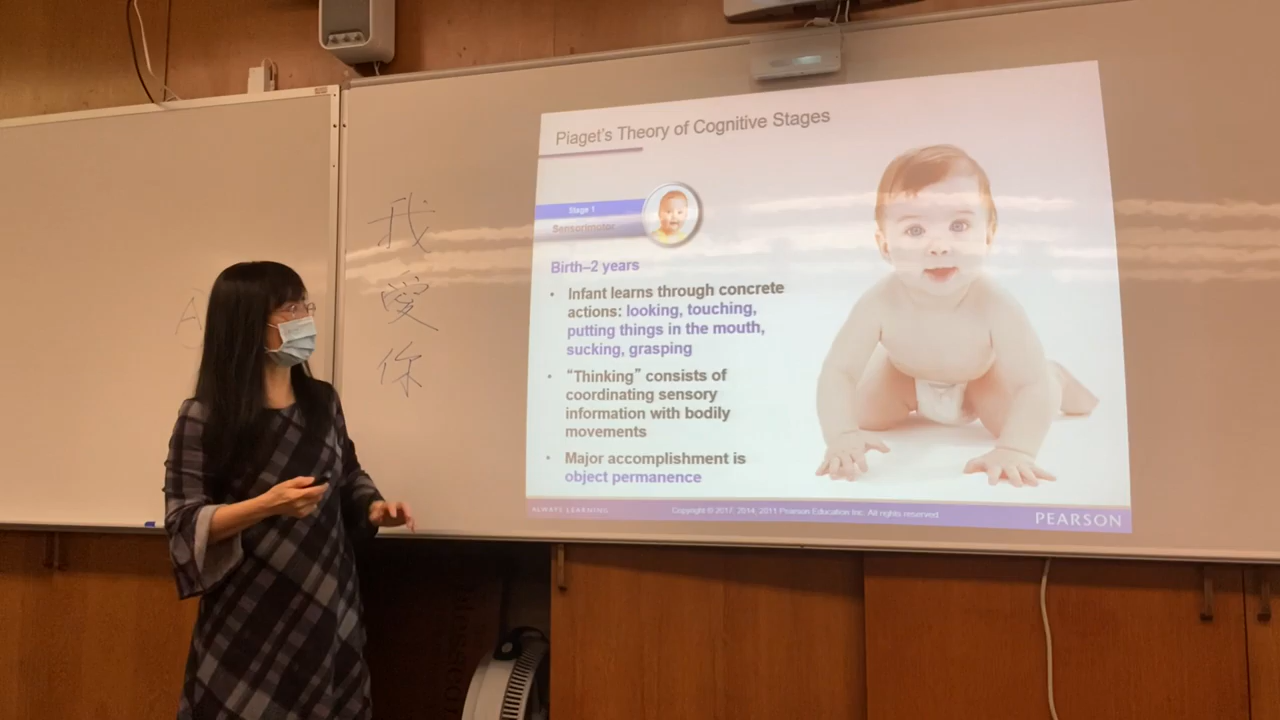 A
我
愛
你
Piaget's Theory of Cognitive Stages
Stage 1
Sensorimotor
Birth–2 years
• Infant learns through concrete
actions: looking, touching,
putting things in the mouth,
sucking, grasping
• “Thinking” consists of
coordinating sensory
information with bodily
movements
• Major accomplishment is
object permanence
ALWAYS LEARNING
Copyright © 2017, 2014, 2011 Pearson Education Inc. All rights reserved.
PEARSON